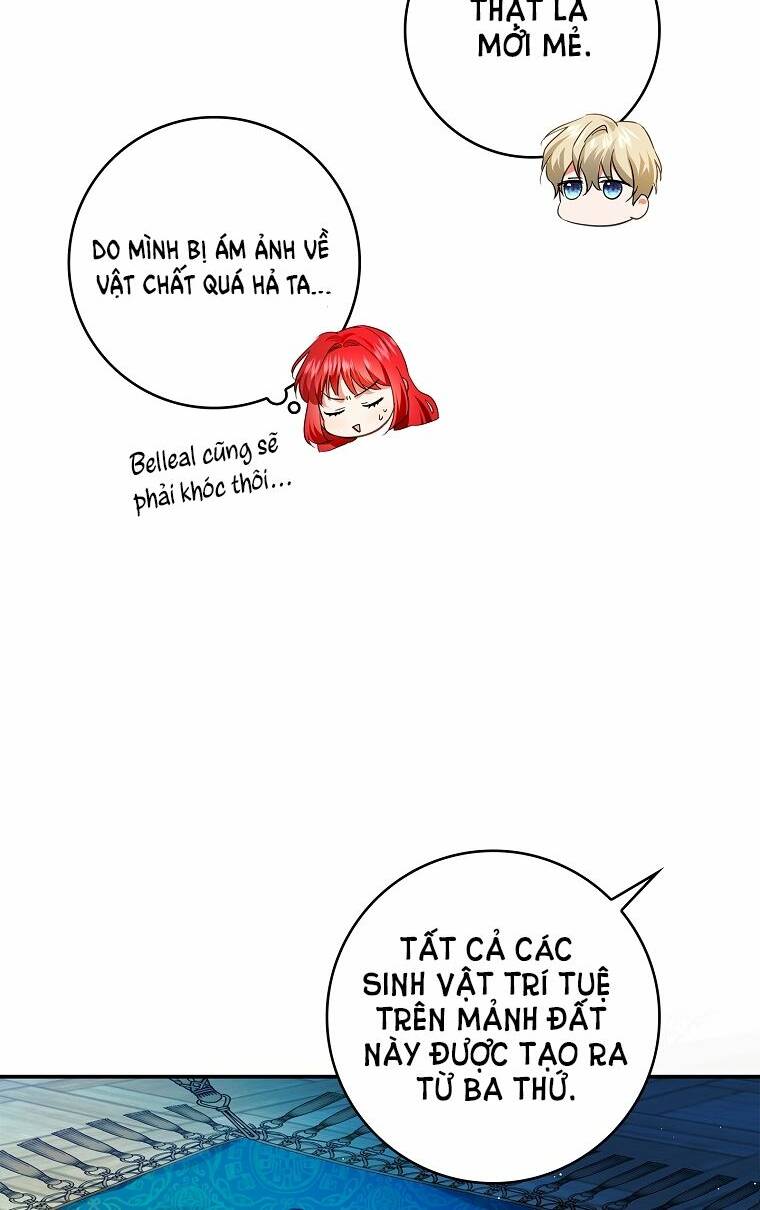 THẬT LÀ
MỚI MẺ.
DO MÌNH BỊ ÁM ẢNH VỀ
VẬT CHẤT QUÁ HẢ TA...
Belleal cũng sẽ
phải khóc thôi...
TẤT CẢ CÁC
SINH VẬT TRÍ TUỆ
TRÊN MẢNH ĐẤT
NÀY ĐƯỢC TẠO RA
TỪ BA THỨ.